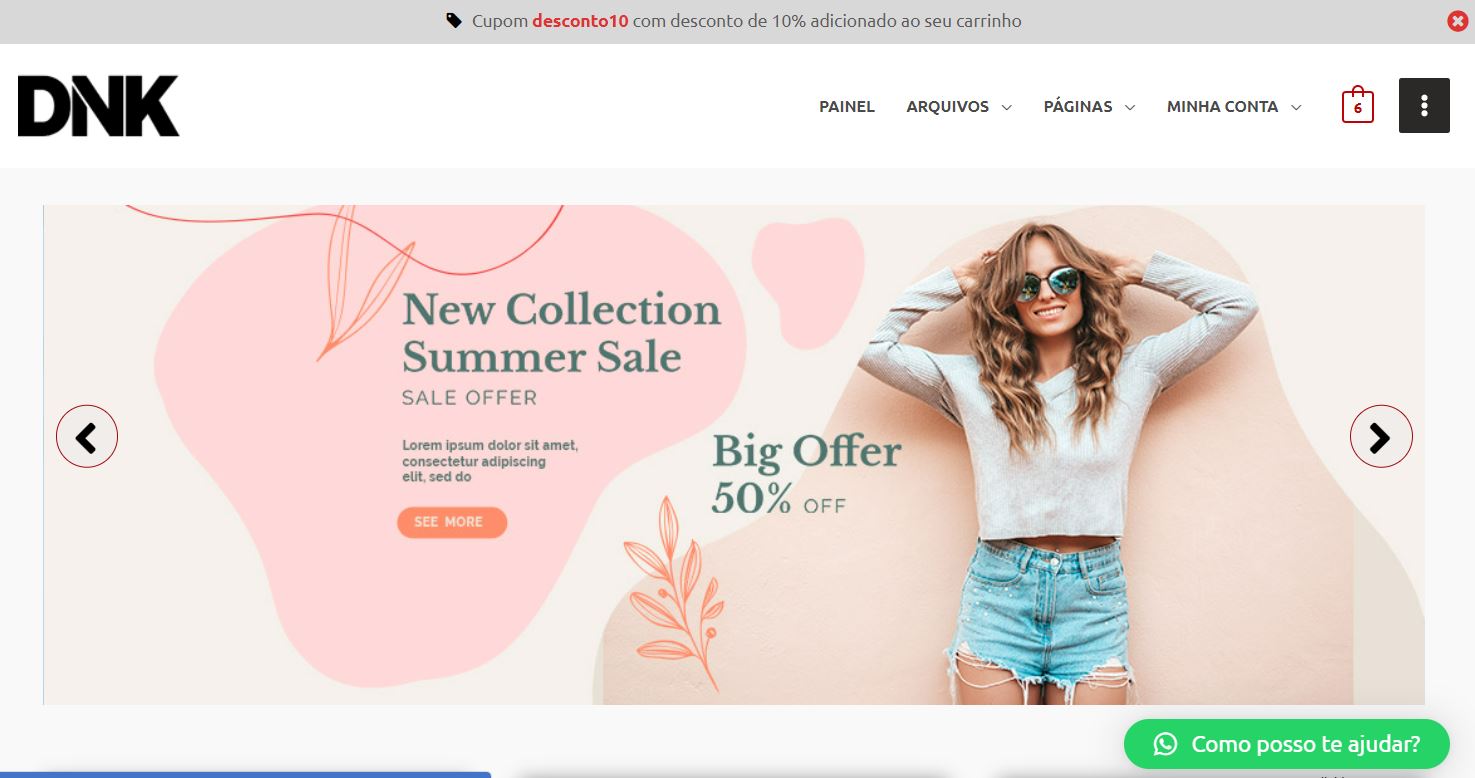 Cupom desconto10 com desconto de 10% adicionado ao seu carrinho
DNK
PAINEL
ARQUIVOS
PÁGINAS
MINHA CONTA
6
New Collection
Summer Sale
SALE OFFER
Lorem ipsum dolor sit amet,
consectetur adipiscing
elit, sed do
SEE MORE
Big Offer
50% OFF
Como posso te ajudar?